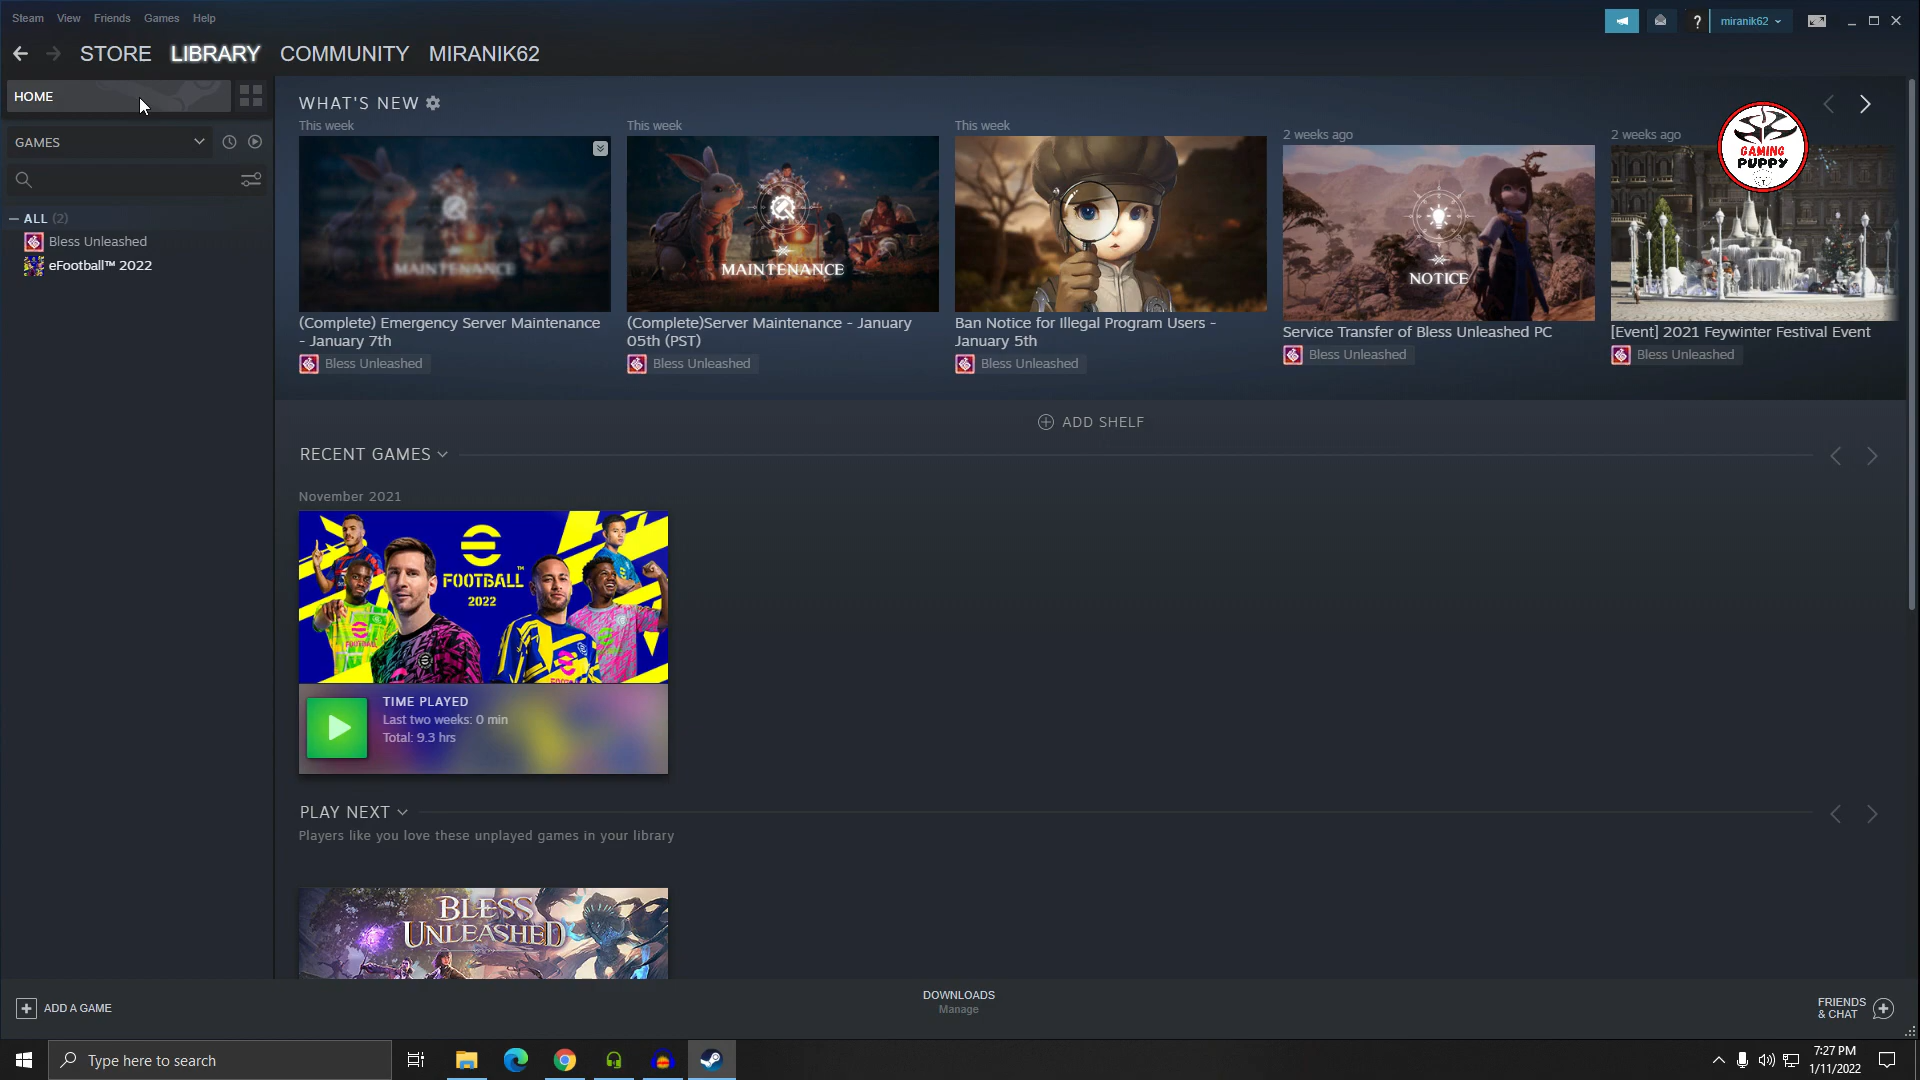 Steam View Friends Games Help
miranik62
STORE LIBRARY COMMUNITY MIRANIK62
HOME
GAMES
ALL (2)
Bless Unleashed
eFootball™ 2022
WHAT'S NEW
This week
MAINTENANCE
(Complete) Emergency Server Maintenance
- January 7th
Bless Unleashed
This week
MAINTENANCE
(Complete)Server Maintenance - January
05th (PST)
Bless Unleashed
This week
Ban Notice for Illegal Program Users -
January 5th
Bless Unleashed
2 weeks ago
NOTICE
Service Transfer of Bless Unleashed PC
Bless Unleashed
2 weeks ago
GAMING
PUPPY
[Event] 2021 Feywinter Festival Event
Bless Unleashed
ADD SHELF
RECENT GAMES
November 2021
FOOTBALL™
2022
TIME PLAYED
Last two weeks: 0 min
Total: 9.3 hrs
PLAY NEXT
Players like you love these unplayed games in your library
BLESS
UNLEASHED
ADD A GAME
DOWNLOADS
Manage
FRIENDS
& CHAT
Type here to search
7:27 PM
1/11/2022